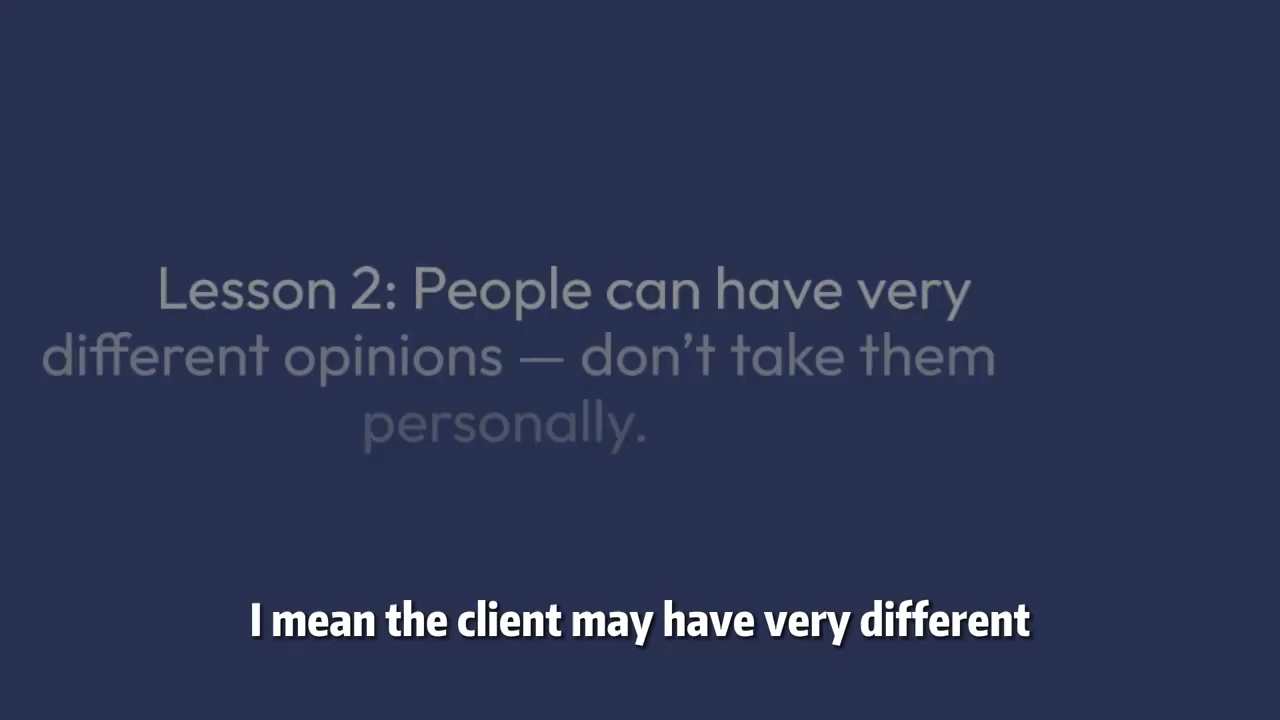 Lesson 2: People can have very
different opinions — don’t take them
personally.
I mean the client may have very different